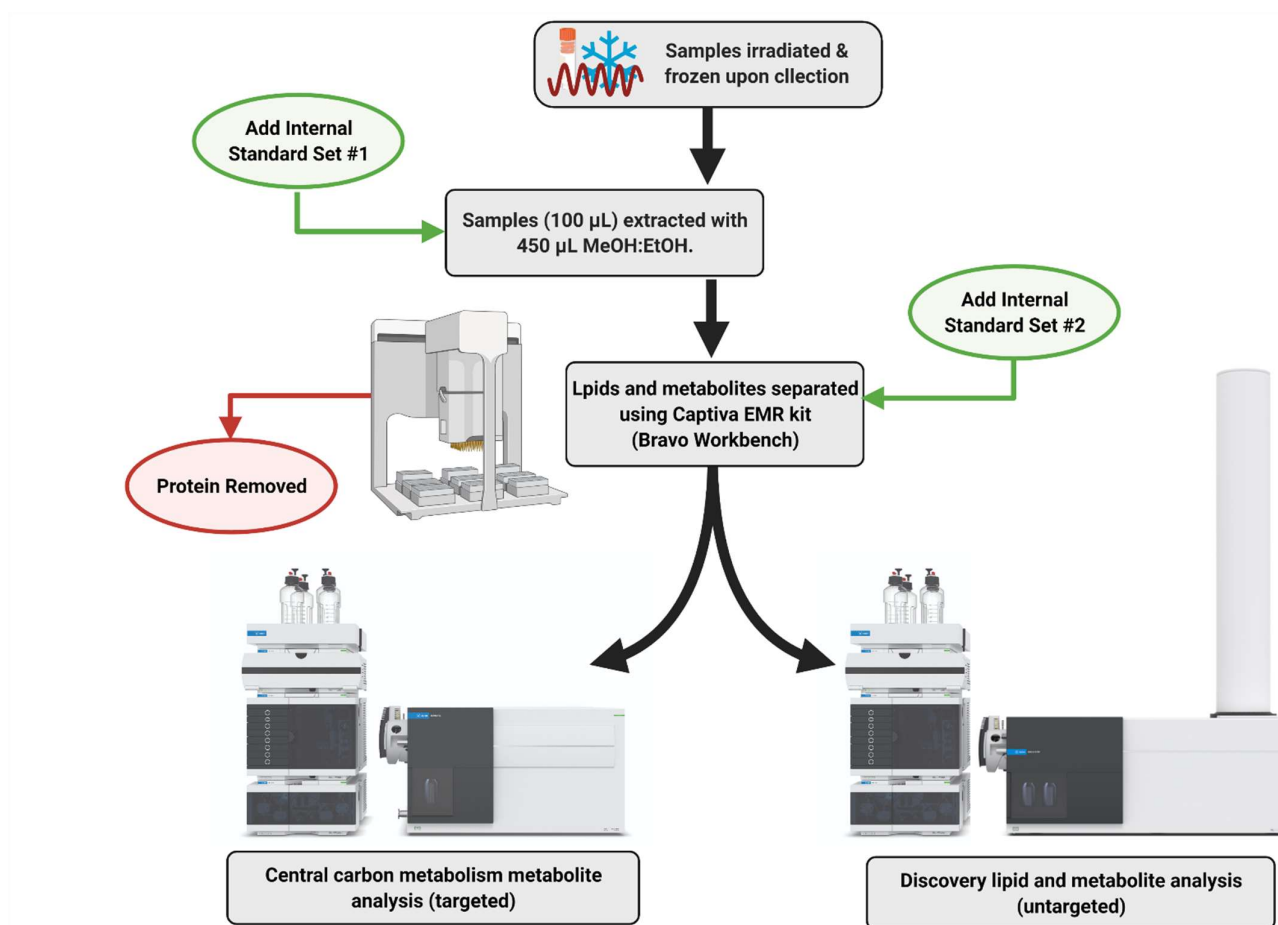 Samples irradiated &
frozen upon cllection
Add Internal
Standard Set #1
Samples (100 µL) extracted with
450 µL MeOH:EtOH.
Add Internal
Standard Set #2
Lpids and metabolites separated
using Captiva EMR kit
(Bravo Workbench)
Protein Removed
Central carbon metabolism metabolite
analysis (targeted)
Discovery lipid and metabolite analysis
(untargeted)